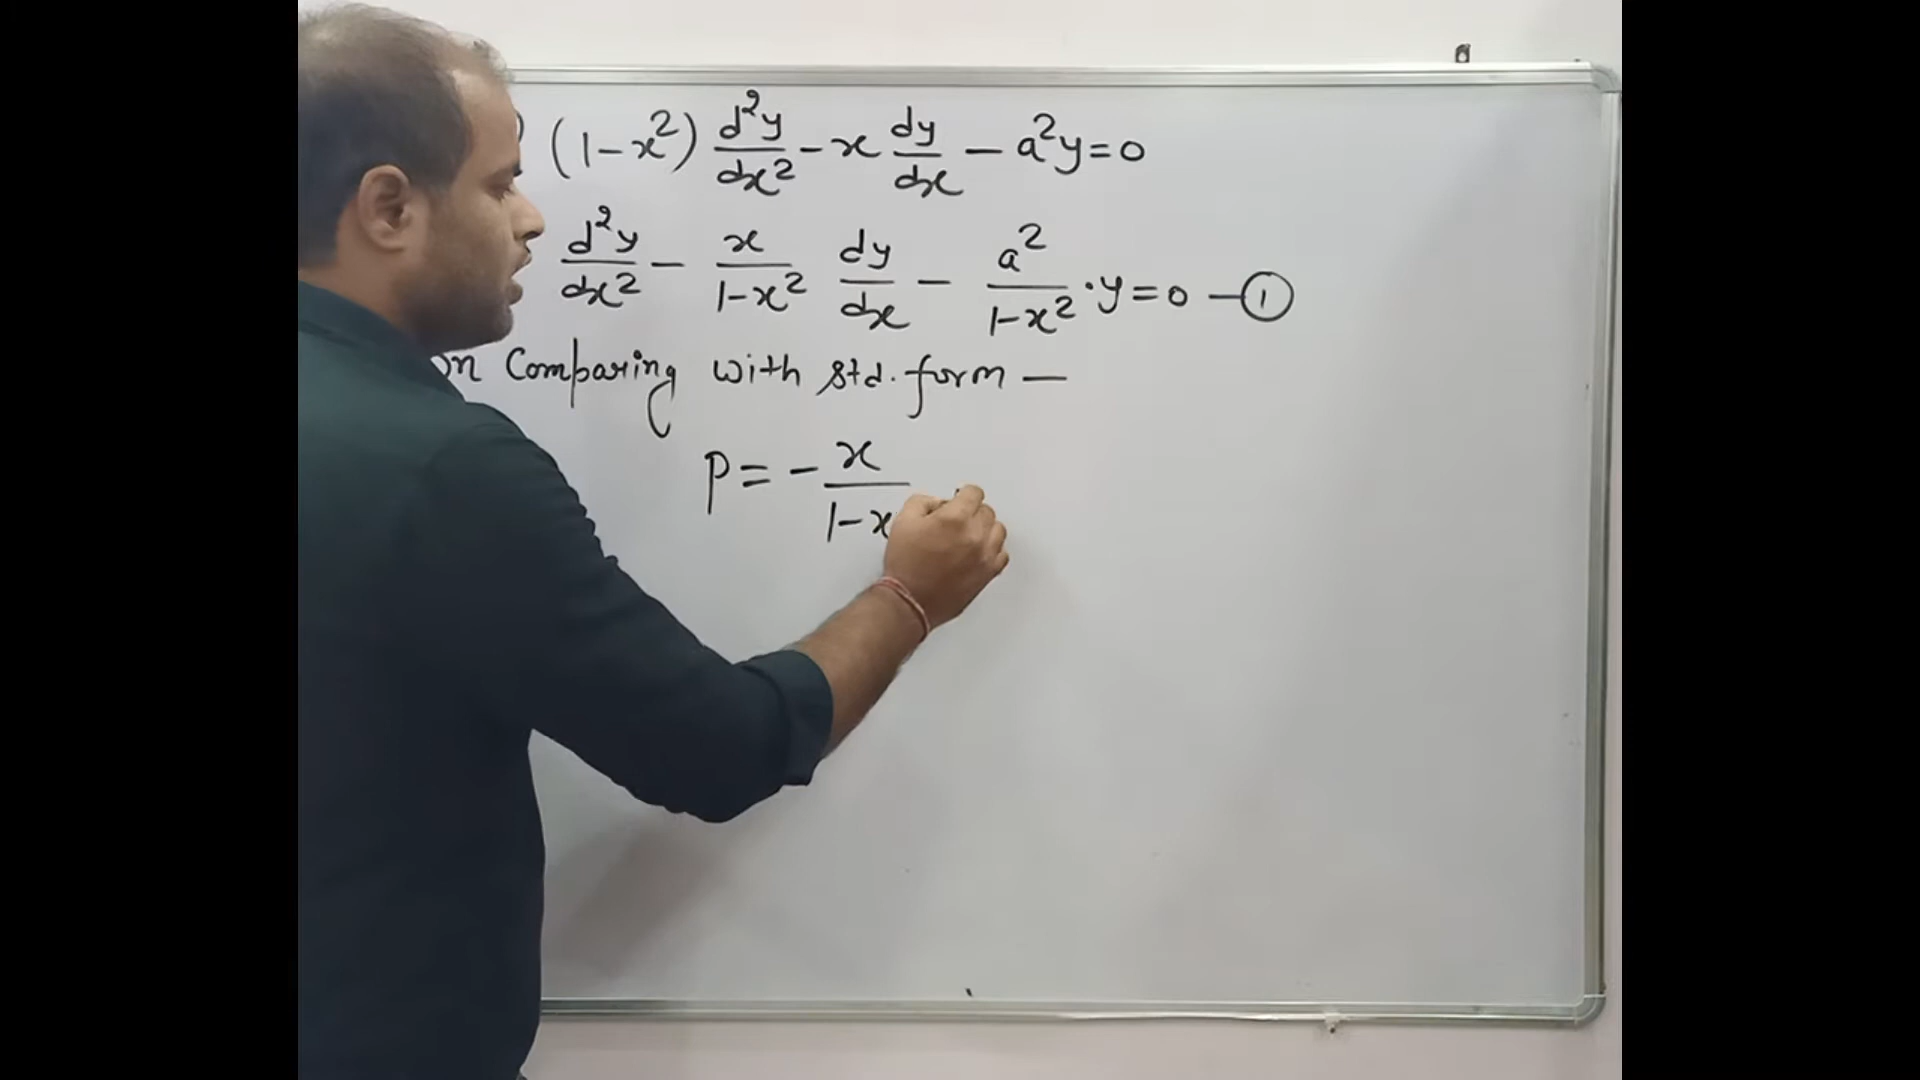 ) (1-x²) d²y/dx² - x dy/dx - a²y = 0
d²y/dx² - x/(1-x²) dy/dx - a²/(1-x²) · y = 0 — ①
on Comparing with std. form —
P = - x/(1-x